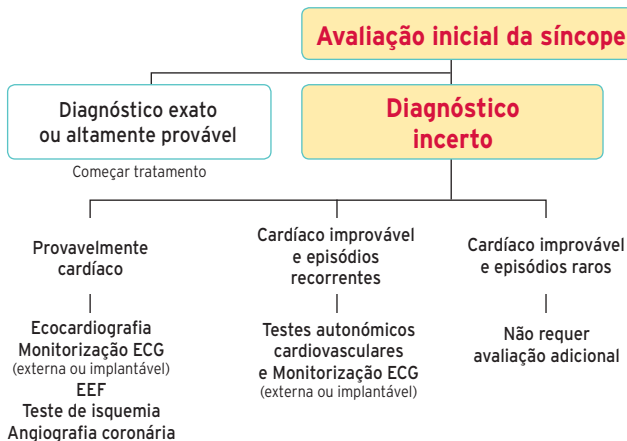 Avaliação inicial da síncope
Diagnóstico exato
ou altamente provável
Começar tratamento
Diagnóstico
incerto
Provavelmente
cardíaco
Ecocardiografia
Monitorização ECG
(externa ou implantável)
EEF
Teste de isquemia
Angiografia coronária
Cardíaco improvável
e episódios
recorrentes
Testes autonómicos
cardiovasculares
e Monitorização ECG
(externa ou implantável)
Cardíaco improvável
e episódios raros
Não requer
avaliação adicional